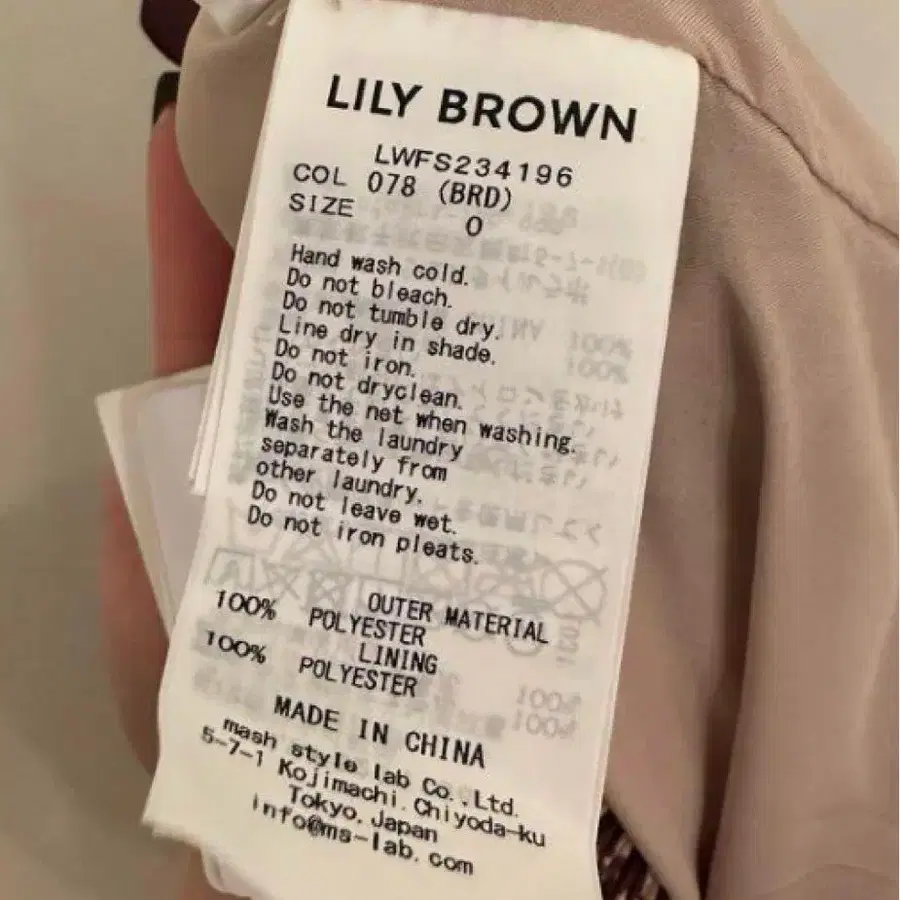 LILY BROWN
LWFS234196
COL 078 (BRD)
SIZE 0
Hand wash cold.
Do not bleach.
Do not tumble dry.
Line dry in shade.
Do not iron.
Do not dryclean.
Use the net when washing.
Wash the laundry
separately from
other laundry.
Do not leave wet.
Do not iron pleats.
OUTER MATERIAL
100% POLYESTER
LINING
100% POLYESTER
MADE IN CHINA
mash style lab Co.,Ltd.
5-7-1 Kojimachi.Chiyoda-ku
Tokyo.Japan
info@ms-lab.com